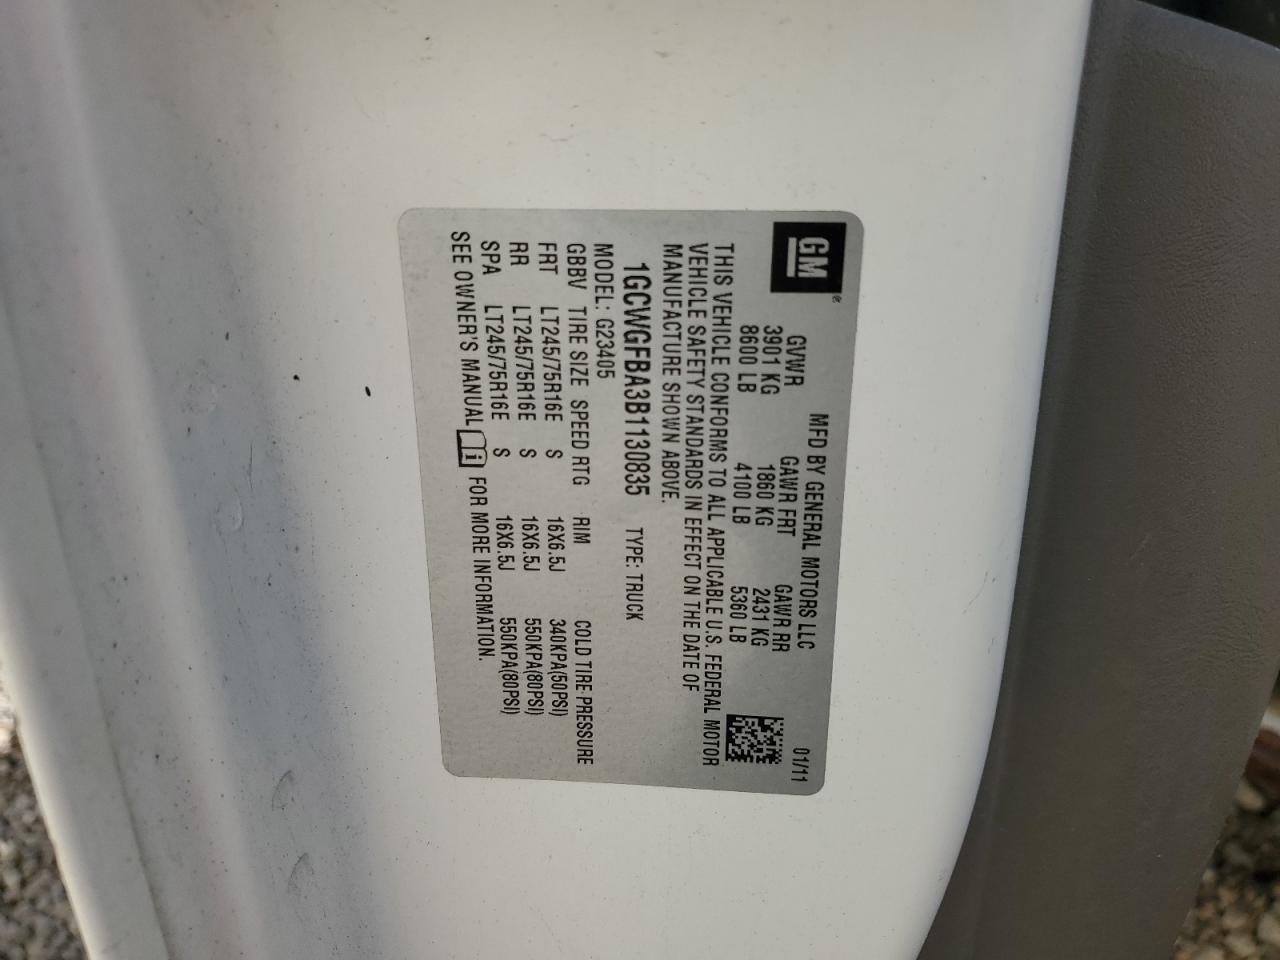 GM®
MFD BY GENERAL MOTORS LLC 01/11
GVWR GAWR FRT GAWR RR
3901 KG 1860 KG 2431 KG
8600 LB 4100 LB 5360 LB
THIS VEHICLE CONFORMS TO ALL APPLICABLE U.S. FEDERAL MOTOR
VEHICLE SAFETY STANDARDS IN EFFECT ON THE DATE OF
MANUFACTURE SHOWN ABOVE.
1GCWGFBA3B1130835 TYPE: TRUCK
MODEL: G23405
GBBV TIRE SIZE SPEED RTG RIM COLD TIRE PRESSURE
FRT LT245/75R16E S 16X6.5J 340KPA(50PSI)
RR LT245/75R16E S 16X6.5J 550KPA(80PSI)
SPA LT245/75R16E S 16X6.5J 550KPA(80PSI)
SEE OWNER'S MANUAL i FOR MORE INFORMATION.